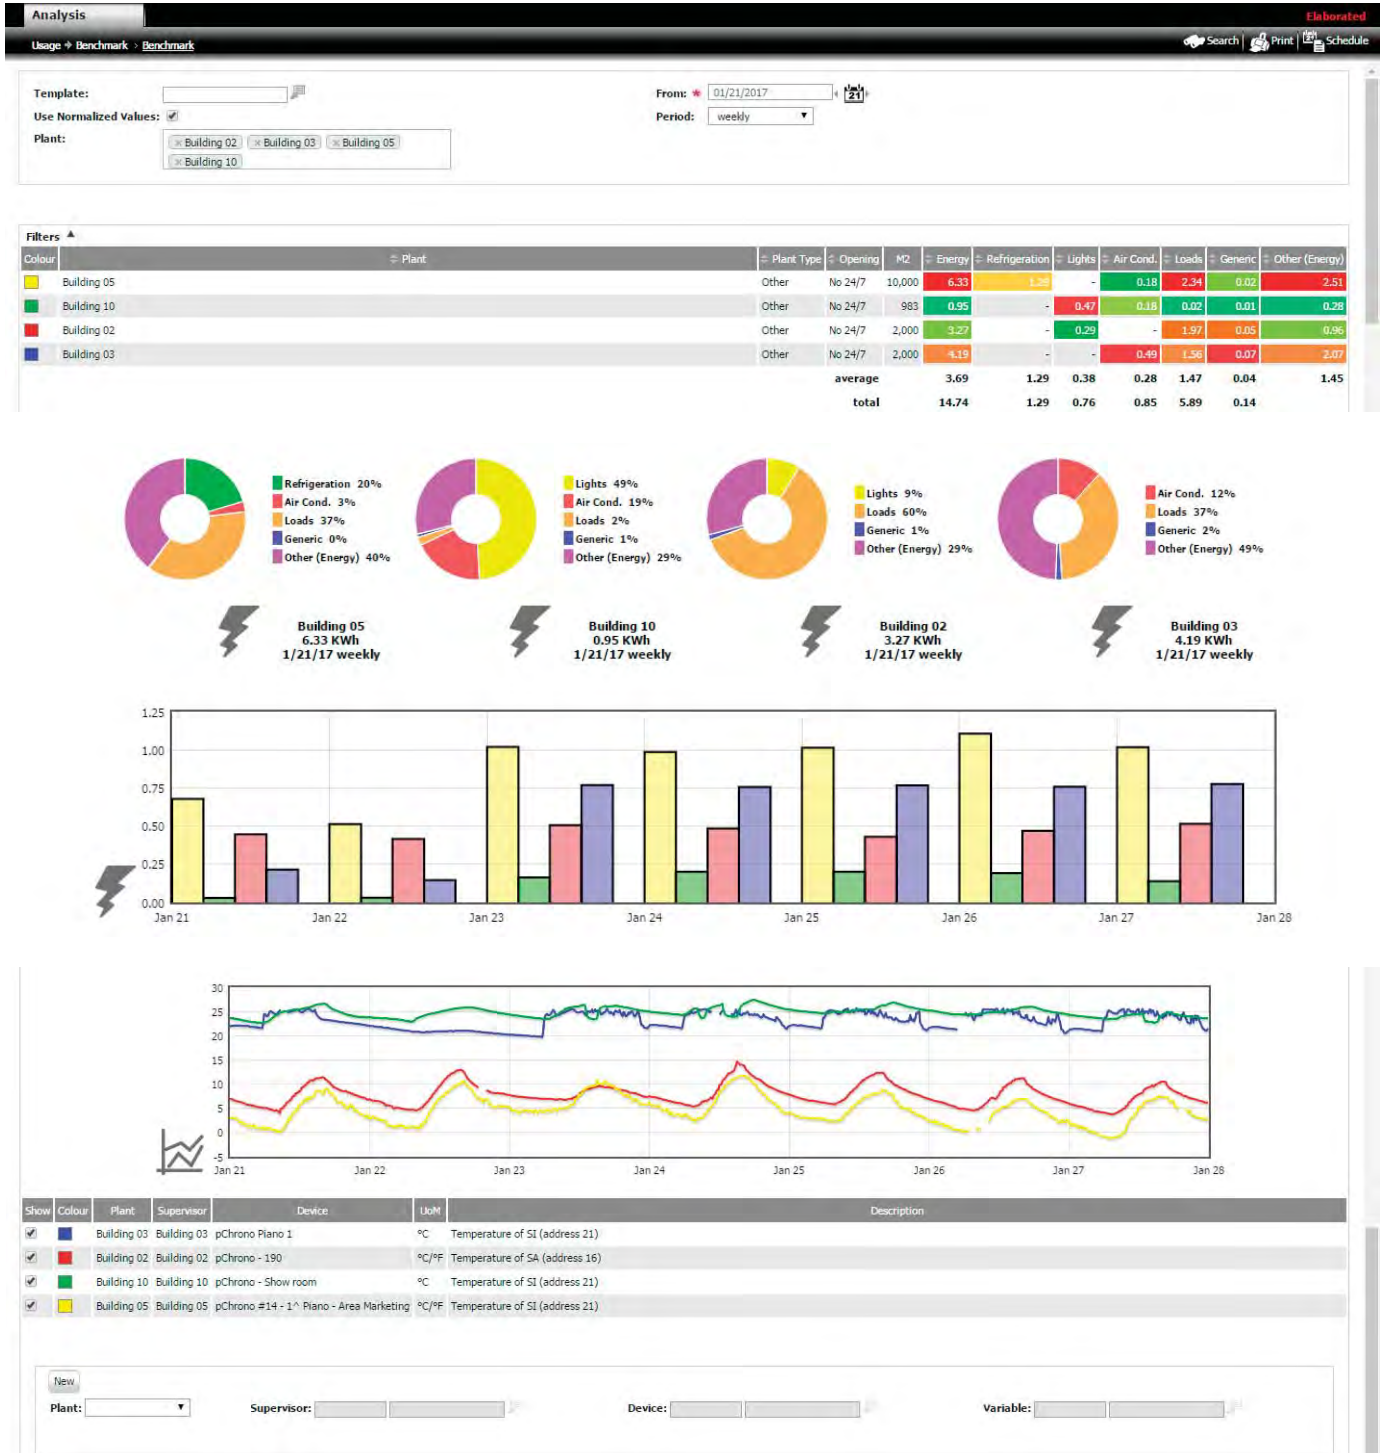 Analysis
Elaborated
Usage Benchmark > Benchmark
Search | Print | Schedule
Template:
From: * 01/21/2017 21
Use Normalized Values:
Period: weekly
Plant:
× Building 02 × Building 03 × Building 05
× Building 10
Filters
Colour Plant Plant Type Opening M2 Energy Refrigeration Lights Air Cond. Loads Generic Other (Energy)
Building 05 Other No 24/7 10,000 6.33 1.29 - 0.18 2.34 0.02 2.51
Building 10 Other No 24/7 983 0.95 - 0.47 0.18 0.02 0.01 0.28
Building 02 Other No 24/7 2,000 3.27 - 0.29 - 1.97 0.05 0.96
Building 03 Other No 24/7 2,000 4.19 - - 0.49 1.56 0.07 2.07
average 3.69 1.29 0.38 0.28 1.47 0.04 1.45
total 14.74 1.29 0.76 0.85 5.89 0.14
Refrigeration 20%
Air Cond. 3%
Loads 37%
Generic 0%
Other (Energy) 40%
Lights 49%
Air Cond. 19%
Loads 2%
Generic 1%
Other (Energy) 29%
Lights 9%
Loads 60%
Generic 1%
Other (Energy) 29%
Air Cond. 12%
Loads 37%
Generic 2%
Other (Energy) 49%
Building 05
6.33 KWh
1/21/17 weekly
Building 10
0.95 KWh
1/21/17 weekly
Building 02
3.27 KWh
1/21/17 weekly
Building 03
4.19 KWh
1/21/17 weekly
1.25
1.00
0.75
0.50
0.25
0.00
Jan 21 Jan 22 Jan 23 Jan 24 Jan 25 Jan 26 Jan 27 Jan 28
30
25
20
15
10
5
0
-5
Jan 21 Jan 22 Jan 23 Jan 24 Jan 25 Jan 26 Jan 27 Jan 28
Show Colour Plant Supervisor Device UoM Description
Building 03 Building 03 pChrono Piano 1 °C Temperature of SI (address 21)
Building 02 Building 02 pChrono - 190 °C/°F Temperature of SA (address 16)
Building 10 Building 10 pChrono - Show room °C Temperature of SI (address 21)
Building 05 Building 05 pChrono #14 - 1^ Piano - Area Marketing °C/°F Temperature of SI (address 21)
New
Plant: Supervisor: Device: Variable: